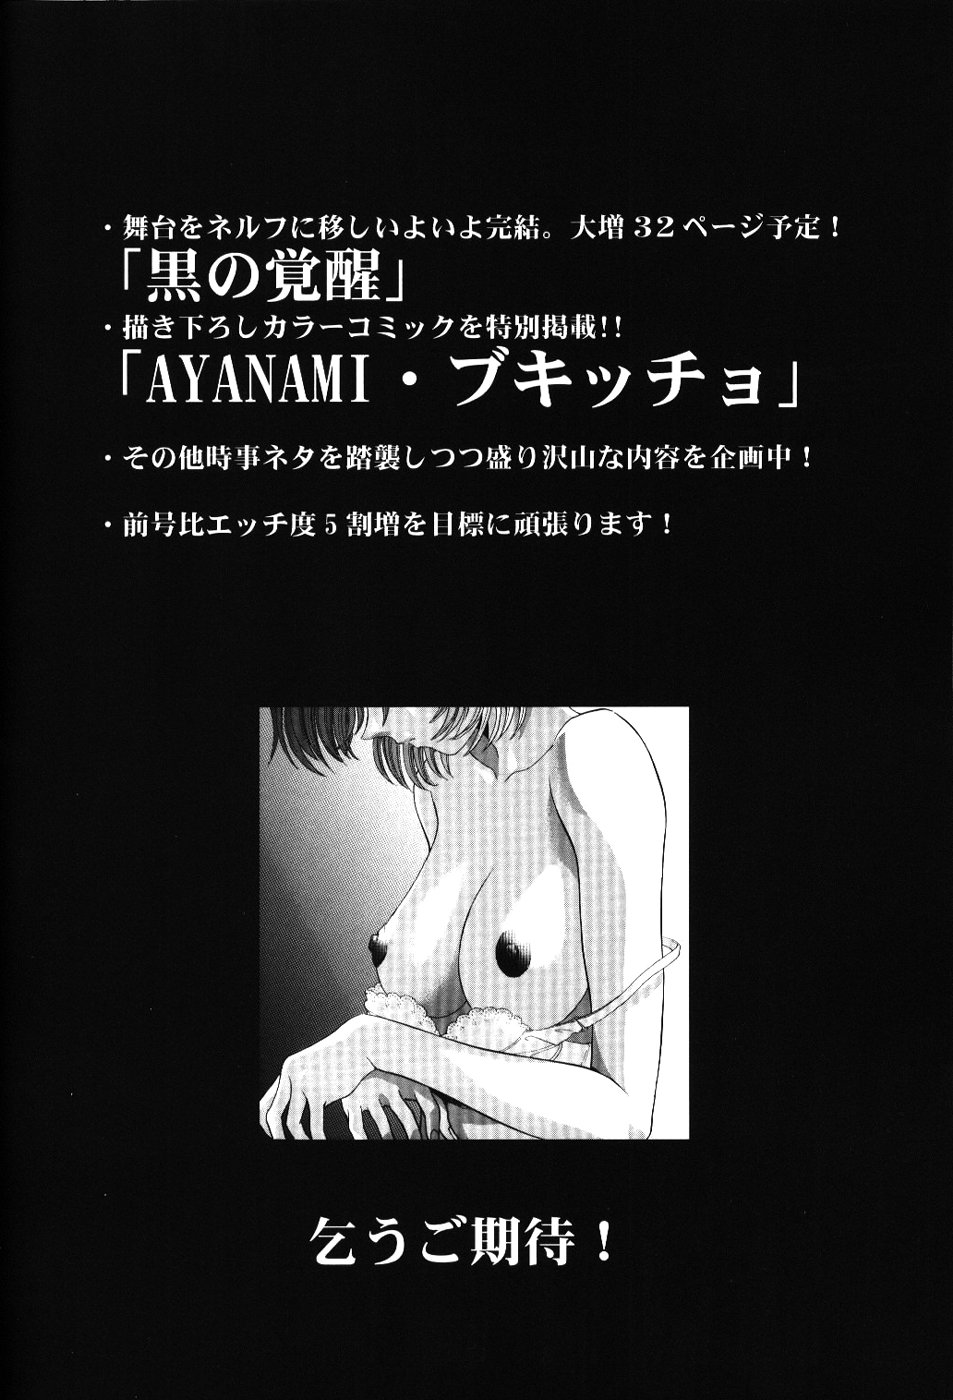 ・舞台をネルフに移しいよいよ完結。大増32ページ予定！
「黒の覚醒」
・描き下ろしカラーコミックを特別掲載!!
「AYANAMI・ブキッチョ」
・その他時事ネタを踏襲しつつ盛り沢山な内容を企画中！
・前号比エッチ度5割増を目標に頑張ります！
乞うご期待！